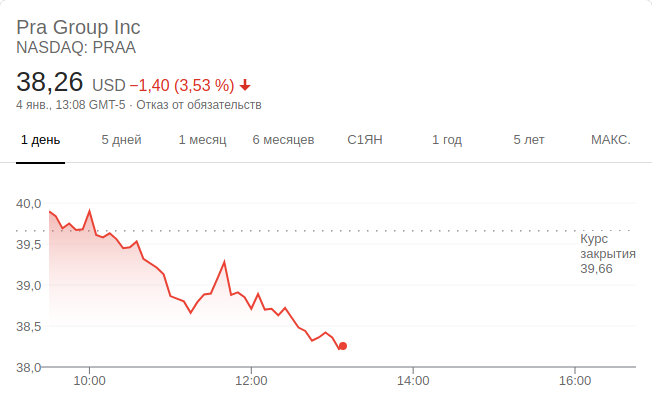 Pra Group Inc
NASDAQ: PRAA
38,26 USD −1,40 (3,53 %)
4 янв., 13:08 GMT-5 · Отказ от обязательств
1 день 5 дней 1 месяц 6 месяцев С1ЯН 1 год 5 лет МАКС.
40,0
39,5
39,0
38,5
38,0
Курс
закрытия
39,66
10:00 12:00 14:00 16:00